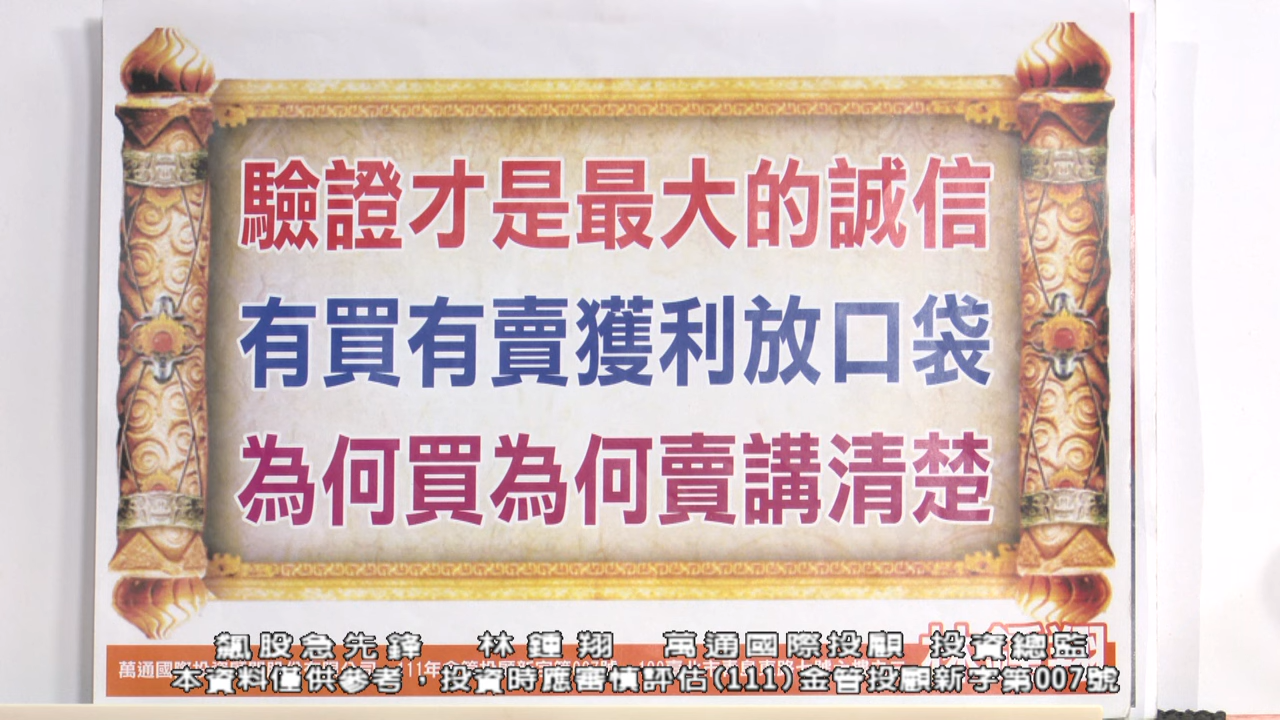 驗證才是最大的誠信
有買有賣獲利放口袋
為何買為何賣講清楚
飆股急先鋒 林鍾翔 萬通國際投顧 投資總監
本資料僅供參考，投資時應審慎評估(111)金管投顧新字第007號